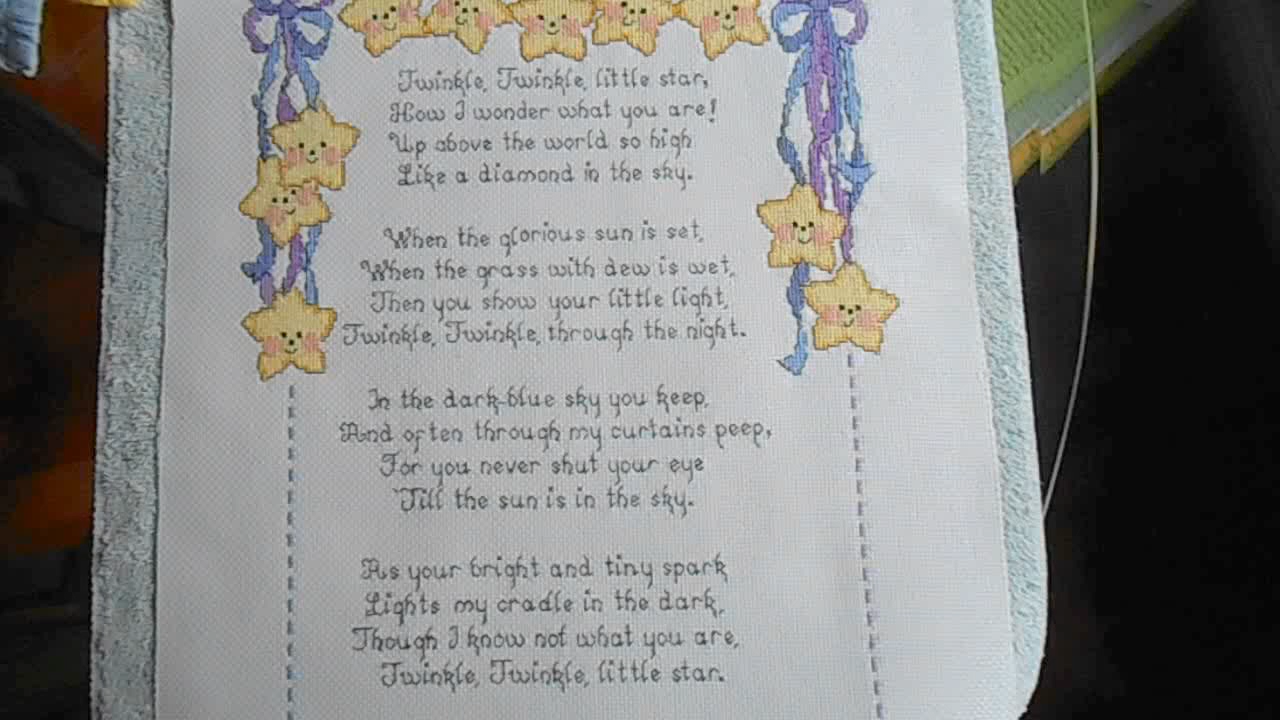 Twinkle, Twinkle, little star,
How I wonder what you are!
Up above the world so high
Like a diamond in the sky.
When the glorious sun is set,
When the grass with dew is wet,
Then you show your little light,
Twinkle, Twinkle, through the night.
In the dark-blue sky you keep,
And often through my curtains peep,
For you never shut your eye
'Till the sun is in the sky.
As your bright and tiny spark
Lights my cradle in the dark,
Though I know not what you are,
Twinkle, Twinkle, little star.